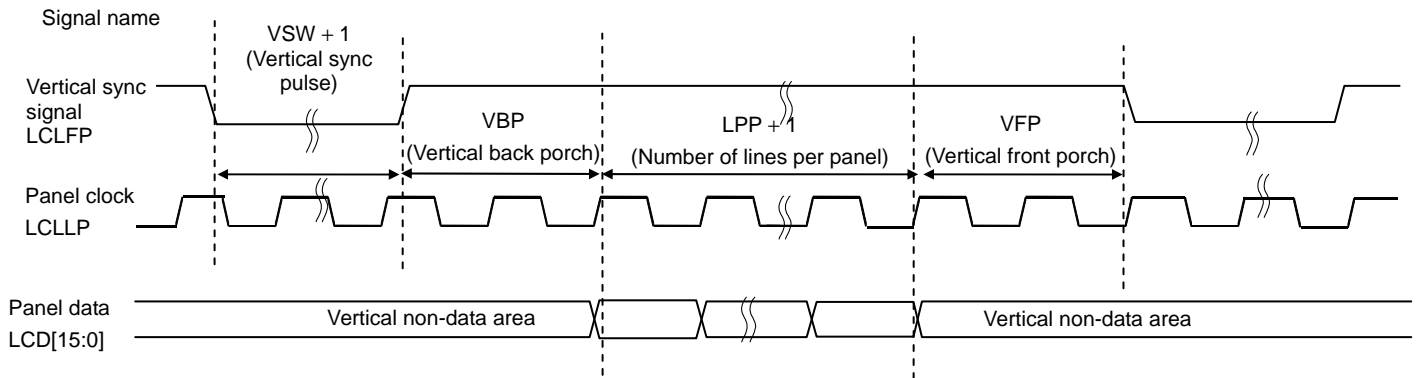 Signal name
VSW + 1
(Vertical sync
pulse)
Vertical sync
signal
LCLFP
VBP
(Vertical back porch)
LPP + 1
(Number of lines per panel)
VFP
(Vertical front porch)
Panel clock
LCLLP
Panel data
LCD[15:0]
Vertical non-data area
Vertical non-data area